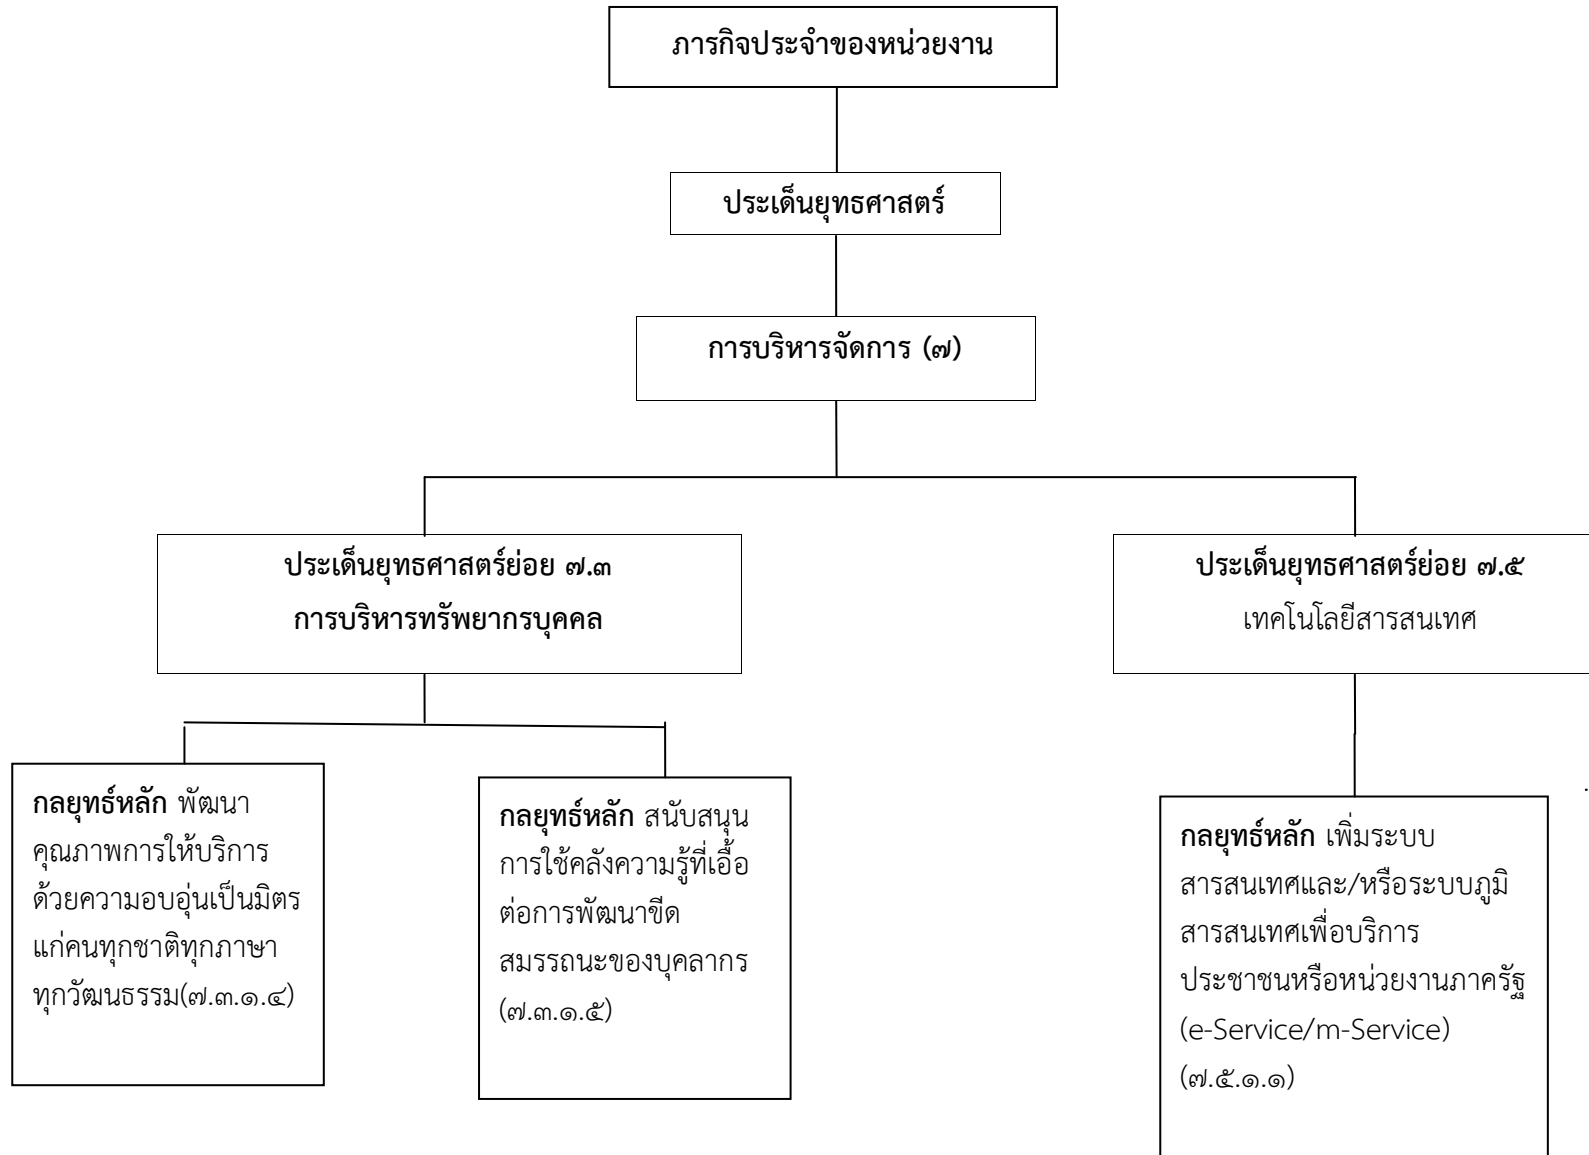 ภารกิจประจำของหน่วยงาน
ประเด็นยุทธศาสตร์
การบริหารจัดการ (๗)
ประเด็นยุทธศาสตร์ย่อย ๗.๓
การบริหารทรัพยากรบุคคล
ประเด็นยุทธศาสตร์ย่อย ๗.๕
เทคโนโลยีสารสนเทศ
กลยุทธ์หลัก พัฒนา
คุณภาพการให้บริการ
ด้วยความอบอุ่นเป็นมิตร
แก่คนทุกชาติทุกภาษา
ทุกวัฒนธรรม(๗.๓.๑.๔)
กลยุทธ์หลัก สนับสนุน
การใช้คลังความรู้ที่เอื้อ
ต่อการพัฒนาขีด
สมรรถนะของบุคลากร
(๗.๓.๑.๕)
กลยุทธ์หลัก เพิ่มระบบ
สารสนเทศและ/หรือระบบภูมิ
สารสนเทศเพื่อบริการ
ประชาชนหรือหน่วยงานภาครัฐ
(e-Service/m-Service)
(๗.๕.๑.๑)